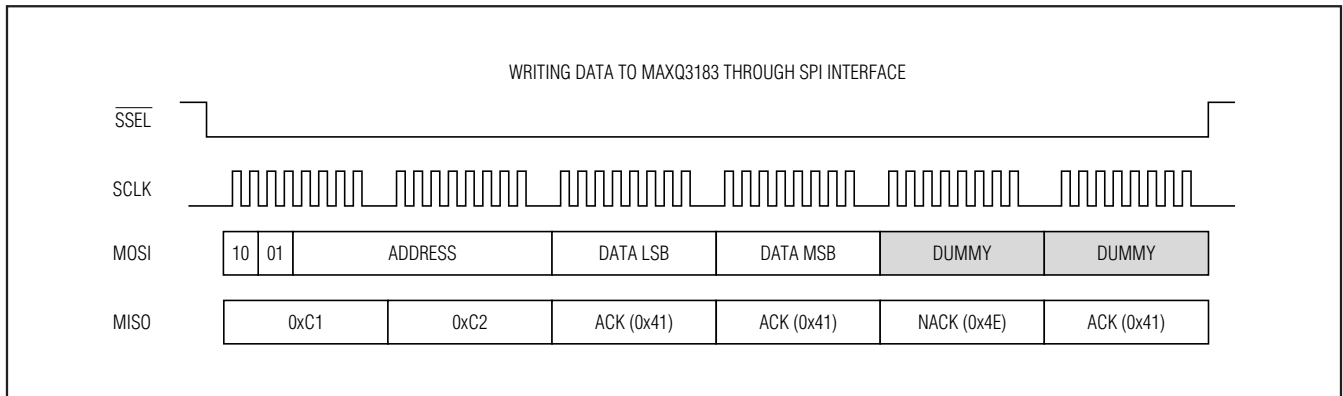 WRITING DATA TO MAXQ3183 THROUGH SPI INTERFACE
SSEL
SCLK
MOSI 10 01 ADDRESS DATA LSB DATA MSB DUMMY DUMMY
MISO 0xC1 0xC2 ACK (0x41) ACK (0x41) NACK (0x4E) ACK (0x41)